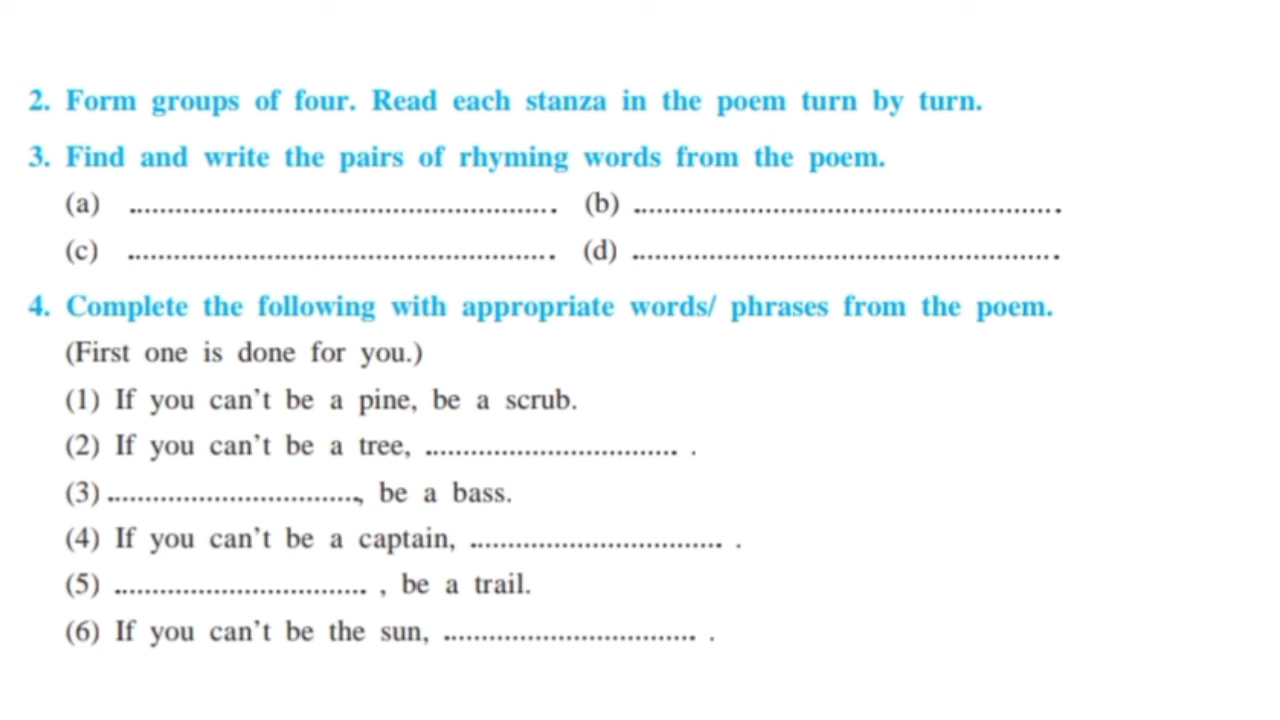 2. Form groups of four. Read each stanza in the poem turn by turn.
3. Find and write the pairs of rhyming words from the poem.
(a) .......................................................... (b) ..........................................................
(c) .......................................................... (d) ..........................................................
4. Complete the following with appropriate words/ phrases from the poem.
(First one is done for you.)
(1) If you can't be a pine, be a scrub.
(2) If you can't be a tree, .................................. .
(3) .................................., be a bass.
(4) If you can't be a captain, .................................. .
(5) .................................. , be a trail.
(6) If you can't be the sun, .................................. .